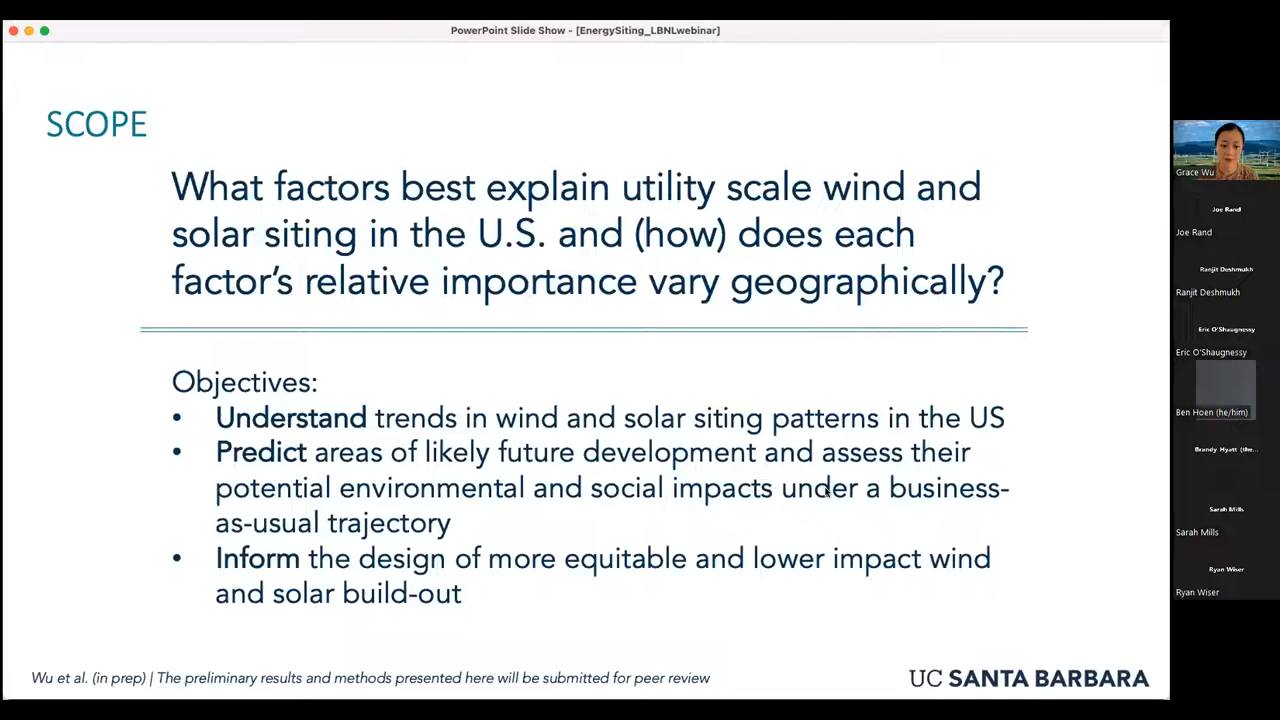 PowerPoint Slide Show - [EnergySiting_LBNLwebinar]
SCOPE
What factors best explain utility scale wind and
solar siting in the U.S. and (how) does each
factor's relative importance vary geographically?
Objectives:
• Understand trends in wind and solar siting patterns in the US
• Predict areas of likely future development and assess their
potential environmental and social impacts under a business-
as-usual trajectory
• Inform the design of more equitable and lower impact wind
and solar build-out
Wu et al. (in prep) | The preliminary results and methods presented here will be submitted for peer review
UC SANTA BARBARA
Grace Wu
Joe Rand
Joe Rand
Ranjit Deshmukh
Ranjit Deshmukh
Eric O'Shaugnessy
Eric O'Shaugnessy
Ben Hoen (he/him)
Brandy Hyatt (the...
Sarah Mills
Sarah Mills
Ryan Wiser
Ryan Wiser